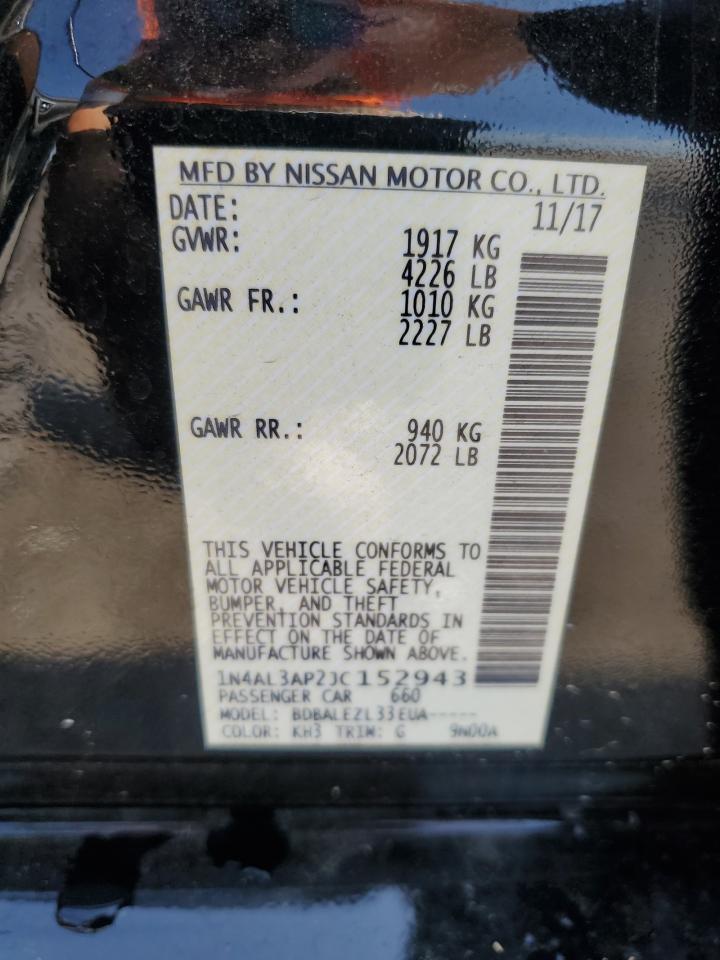 MFD BY NISSAN MOTOR CO., LTD.
DATE: 11/17
GVWR: 1917 KG
4226 LB
GAWR FR.: 1010 KG
2227 LB
GAWR RR.: 940 KG
2072 LB
THIS VEHICLE CONFORMS TO
ALL APPLICABLE FEDERAL
MOTOR VEHICLE SAFETY,
BUMPER, AND THEFT
PREVENTION STANDARDS IN
EFFECT ON THE DATE OF
MANUFACTURE SHOWN ABOVE.
1N4AL3AP2JC152943
PASSENGER CAR 660
MODEL: BDBALEZL33EUA-----
COLOR: KH3 TRIM: G 9N00A